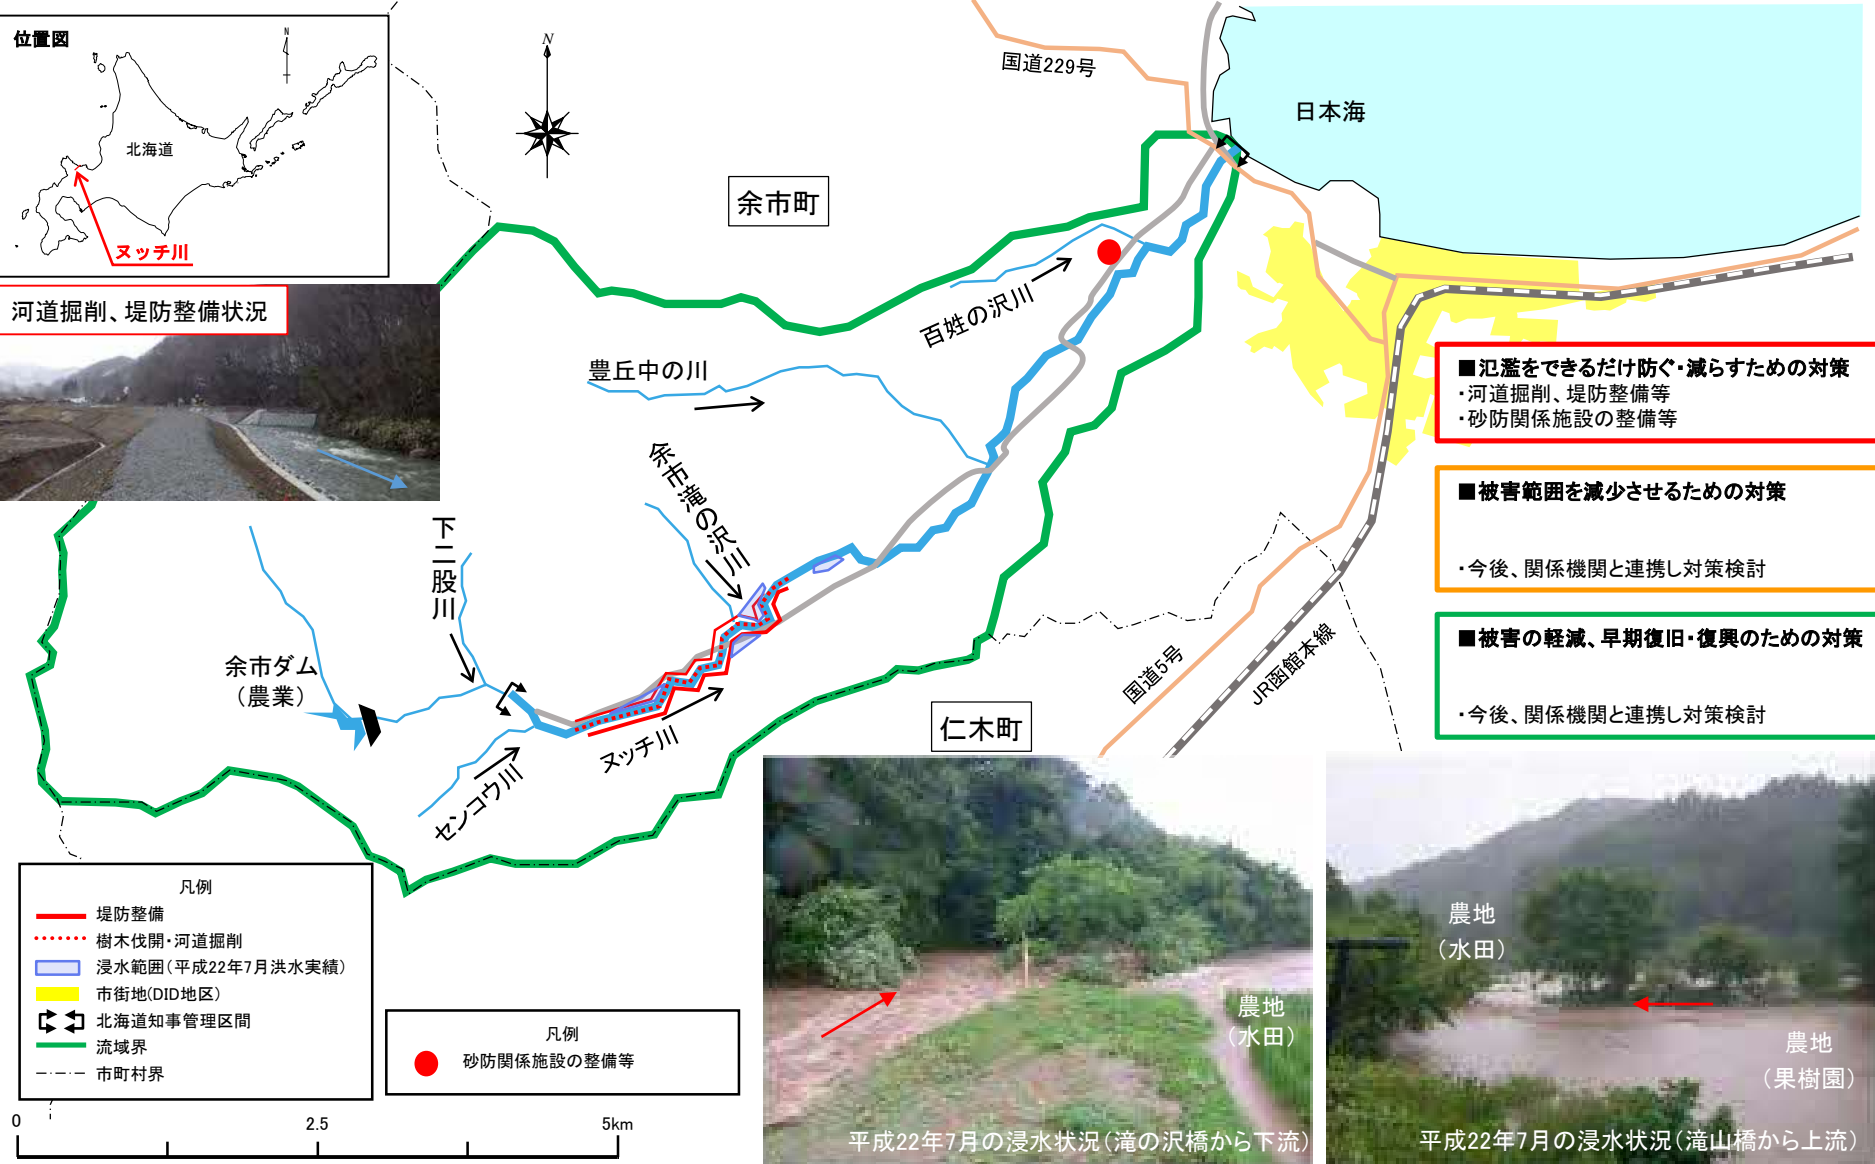 位置図
N
北海道
ヌッチ川
河道掘削、堤防整備状況
N
国道229号
日本海
余市町
百姓の沢川
豊丘中の川
余市滝の沢川
下二股川
余市ダム
（農業）
センコウ川
ヌッチ川
仁木町
国道5号
JR函館本線
■氾濫をできるだけ防ぐ・減らすための対策
・河道掘削、堤防整備等
・砂防関係施設の整備等
■被害範囲を減少させるための対策
・今後、関係機関と連携し対策検討
■被害の軽減、早期復旧・復興のための対策
・今後、関係機関と連携し対策検討
凡例
堤防整備
樹木伐開・河道掘削
浸水範囲（平成22年7月洪水実績）
市街地(DID地区）
北海道知事管理区間
流域界
市町村界
凡例
砂防関係施設の整備等
0
2.5
5km
農地
（水田）
平成22年7月の浸水状況（滝の沢橋から下流）
農地
（水田）
農地
（果樹園）
平成22年7月の浸水状況（滝山橋から上流）